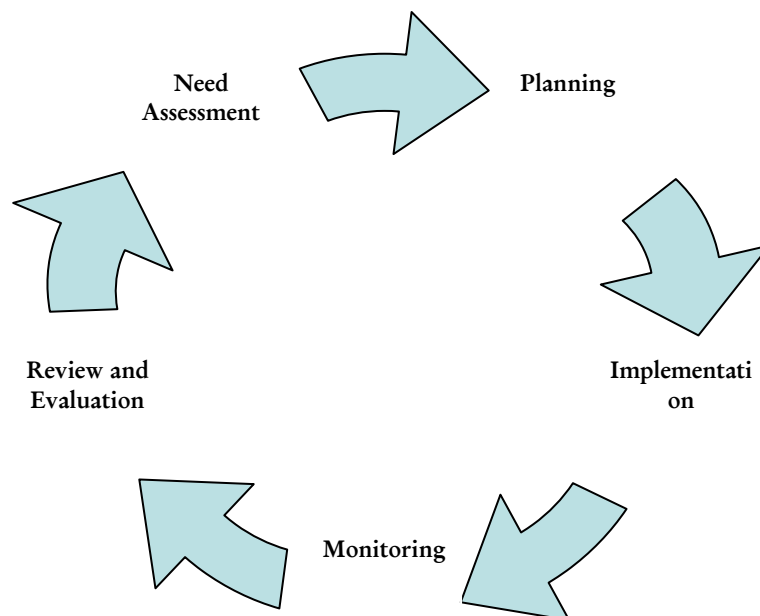 Need
Assessment
Planning
Implementati
on
Monitoring
Review and
Evaluation